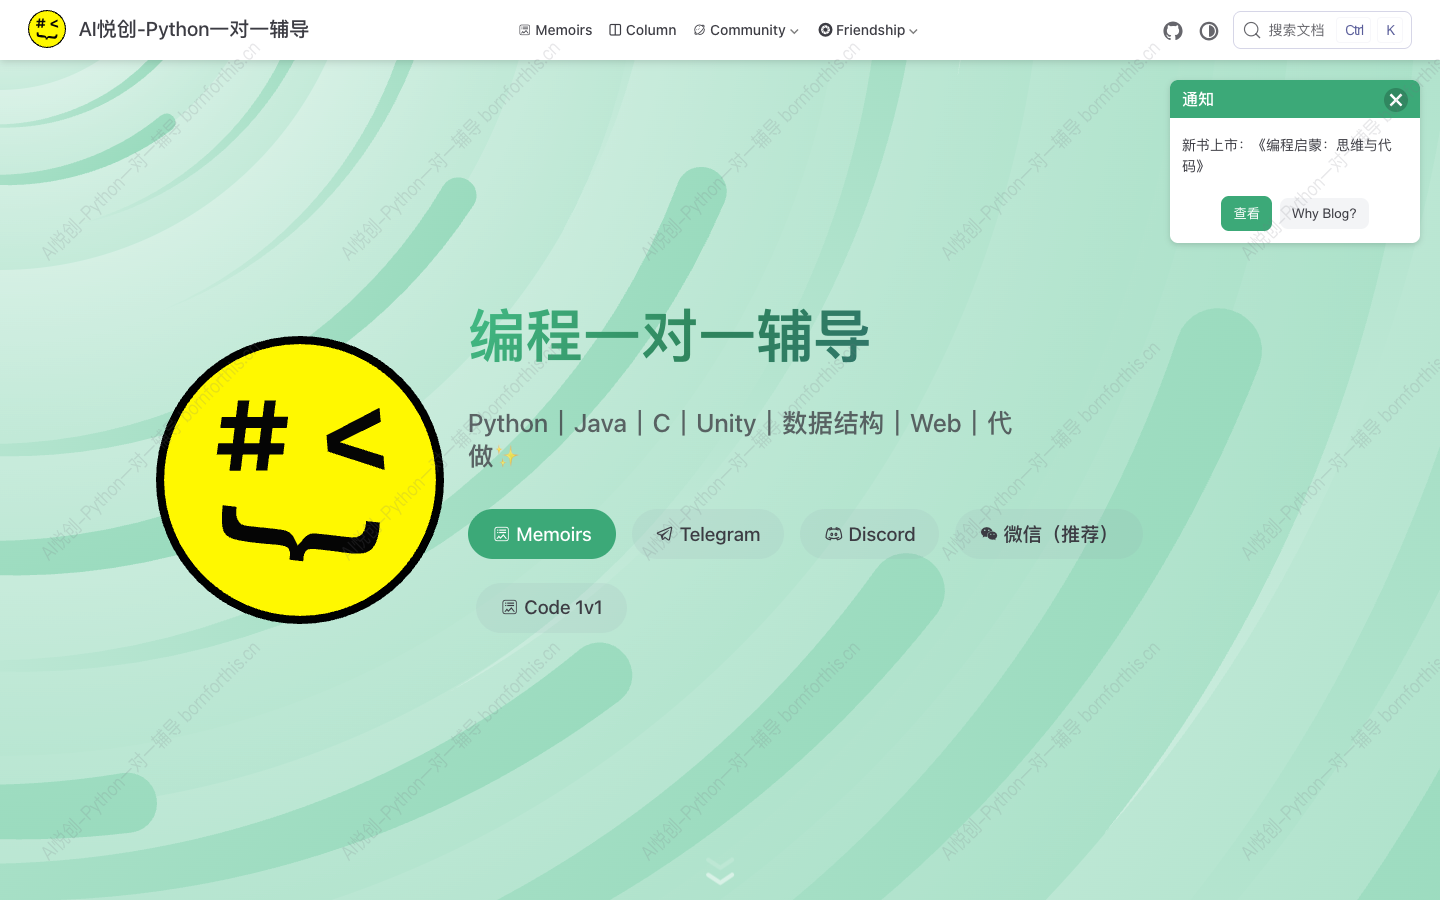 AI悦创-Python一对一辅导
Memoirs
Column
Community
Friendship
搜索文档
Ctrl
K
通知
新书上市：《编程启蒙：思维与代
码》
查看
Why Blog?
编程一对一辅导
Python｜Java｜C｜Unity｜数据结构｜Web｜代
做✨
Memoirs
Telegram
Discord
微信（推荐）
Code 1v1
AI悦创-Python一对一辅导 bornforthis.cn